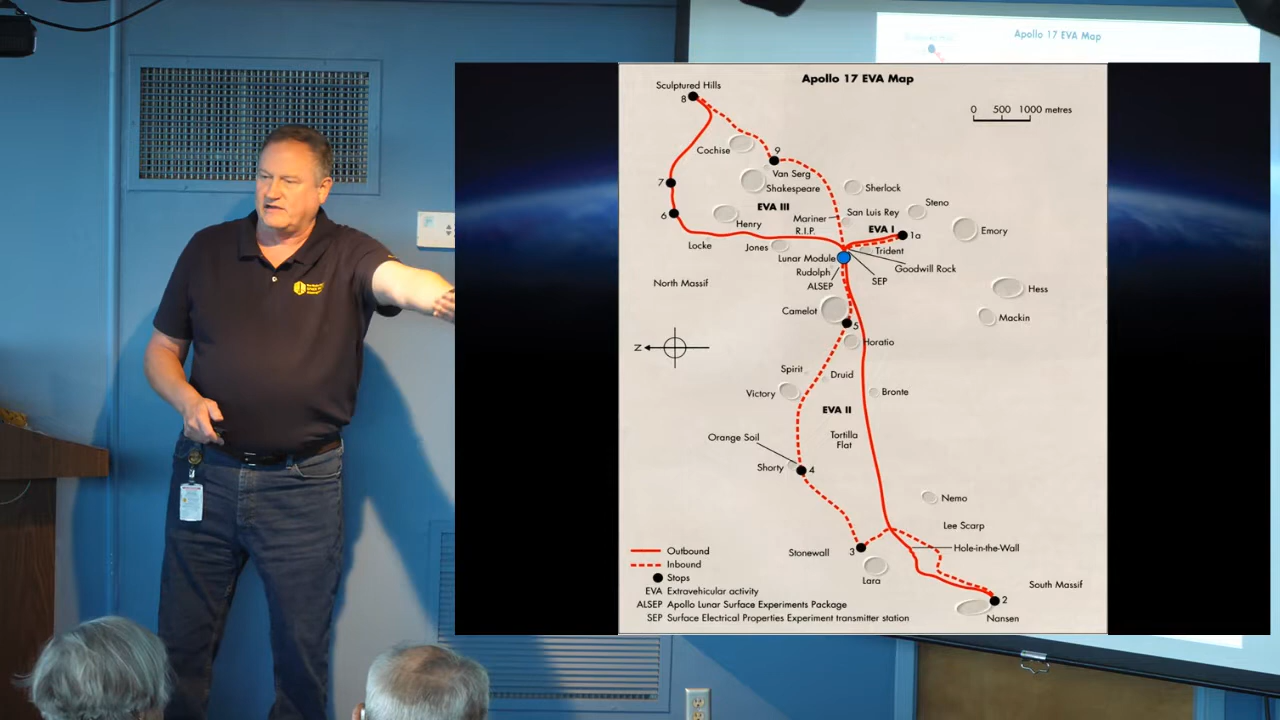 Apollo 17 EVA Map
Apollo 17 EVA Map
Sculptured Hills
8
0 500 1000 metres
Cochise
9
Van Serg
7
Shakespeare
Sherlock
EVA III
Steno
6
Mariner
San Luis Rey
Henry
R.I.P.
EVA I
1a
Emory
Locke
Jones
Trident
Lunar Module
Goodwill Rock
Rudolph
SEP
North Massif
ALSEP
Hess
Camelot
Mackin
5
Horatio
N
Spirit
Druid
Victory
Bronte
EVA II
Orange Soil
Tortilla
Flat
Shorty
4
Nemo
Lee Scarp
Stonewall
3
Hole-in-the-Wall
Lara
South Massif
2
Nansen
Outbound
Inbound
Stops
EVA Extravehicular activity
ALSEP Apollo Lunar Surface Experiments Package
SEP Surface Electrical Properties Experiment transmitter station